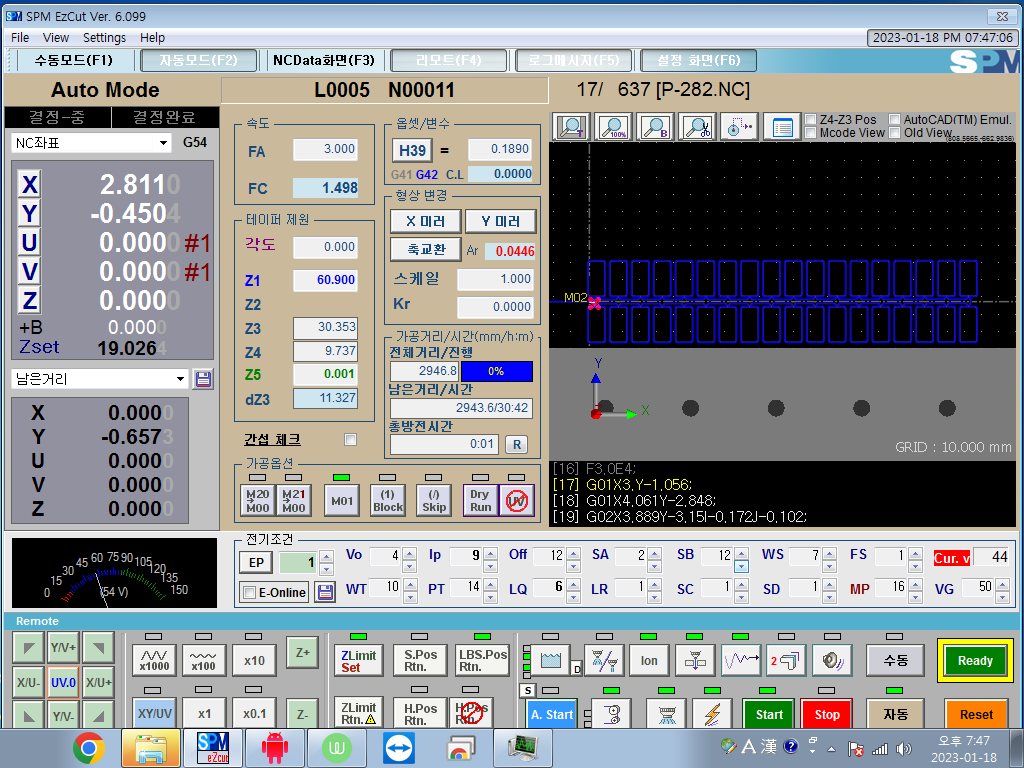 SPM EzCut Ver. 6.099
File View Settings Help
2023-01-18 PM 07:47:06
수동모드(F1) 자동모드(F2) NCData화면(F3) 리모트(F4) 로그메시지(F5) 설정 화면(F6) SPM
Auto Mode L0005 N00011 17/ 637 [P-282.NC]
결정-중 결정완료
NC좌표 G54
X 2.8110
Y -0.4504
U 0.0000 #1
V 0.0000 #1
Z 0.0000
+B 0.0000
Zset 19.0264
남은거리
X 0.0000
Y -0.6573
U 0.0000
V 0.0000
Z 0.0000
속도
FA 3.000
FC 1.498
테이퍼 제원
각도 0.000
Z1 60.900
Z2
Z3 30.353
Z4 9.737
Z5 0.001
dZ3 11.327
간섭 체크
옵셋/변수
H39 = 0.1890
G41 G42 C.L 0.0000
형상 변경
X 미러 Y 미러
축교환 Ar 0.0446
스케일 1.000
Kr 0.0000
가공거리/시간(mm/h:m)
전체거리/진행
2946.8 0%
남은거리/시간
2943.6/30:42
총방전시간
0:01 R
가공옵션
M20 M00 M21 M00 M01 (1) Block (/) Skip Dry Run UV
T 100% B
Z4-Z3 Pos AutoCAD(TM) Emul.
Mcode View Old View
M02
Y
X
GRID : 10.000 mm
[16] F3.0E4;
[17] G01X3.Y-1.056;
[18] G01X4.061Y-2.848;
[19] G02X3.889Y-3.15I-0.172J-0.102;
0 15 30 45 60 75 90 105 120 135 150
(54 V)
전기조건
EP 1 Vo 4 Ip 9 Off 12 SA 2 SB 12 WS 7 FS 1 Cur. v 44
E-Online WT 10 PT 14 LQ 6 LR 1 SC 1 SD 1 MP 16 VG 50
Remote
Y/V+
X/U- UV.0 X/U+
Y/V-
x1000 x100 x10 Z+
XY/UV x1 x0.1 Z-
ZLimit Set S.Pos Rtn. LBS.Pos Rtn.
ZLimit Rtn. H.Pos Rtn. H.Pos Rtn.
D Ion 2 수동 Ready
S
A. Start Start Stop 자동 Reset
SPM eZcut
A 漢
오후 7:47
2023-01-18